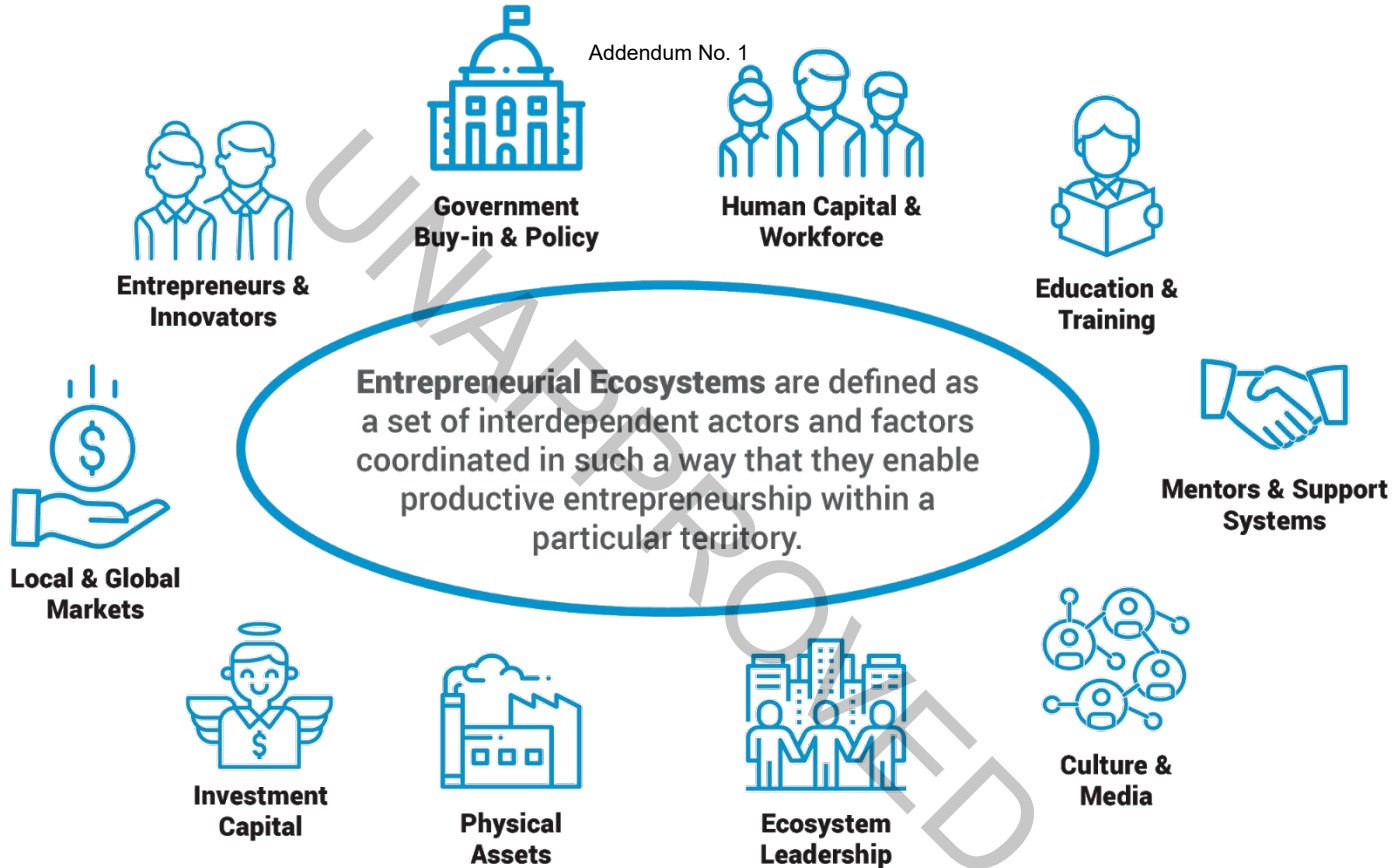 Addendum No. 1
Government
Buy-in & Policy
Human Capital &
Workforce
Entrepreneurs &
Innovators
Education &
Training
Entrepreneurial Ecosystems are defined as
a set of interdependent actors and factors
coordinated in such a way that they enable
productive entrepreneurship within a
particular territory.
Mentors & Support
Systems
Local & Global
Markets
Culture &
Media
Investment
Capital
Physical
Assets
Ecosystem
Leadership
$
$
UNAPPROVED